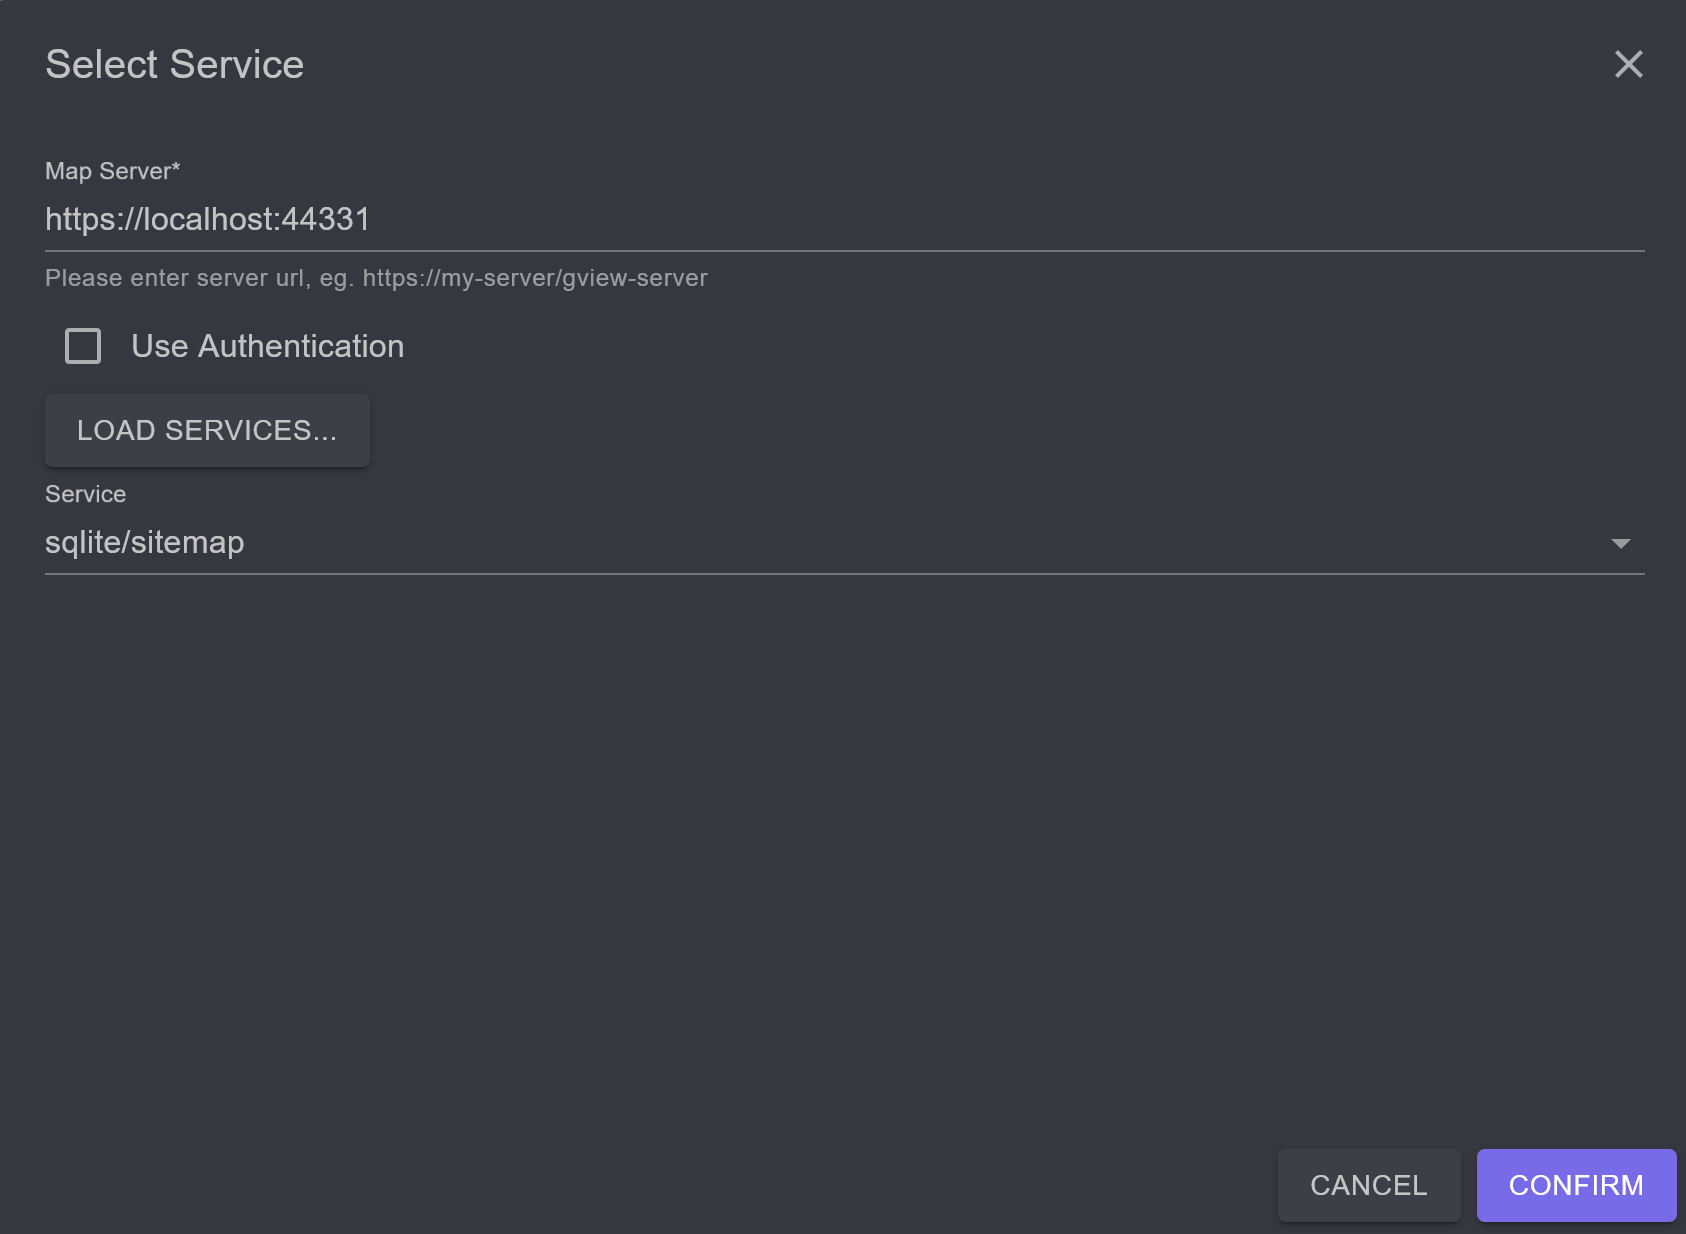 Select Service
Map Server*
https://localhost:44331
Please enter server url, eg. https://my-server/gview-server
Use Authentication
LOAD SERVICES...
Service
sqlite/sitemap
CANCEL
CONFIRM